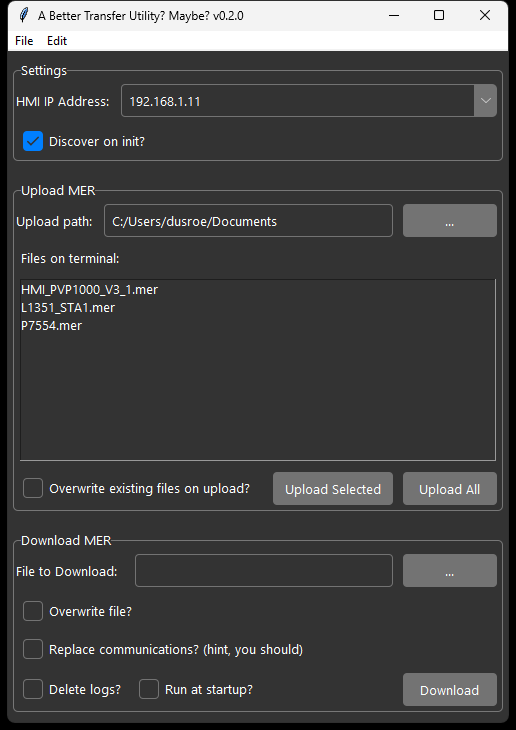 A Better Transfer Utility? Maybe? v0.2.0
File Edit
Settings
HMI IP Address: 192.168.1.11
Discover on init?
Upload MER
Upload path: C:/Users/dusroe/Documents ...
Files on terminal:
HMI_PVP1000_V3_1.mer
L1351_STA1.mer
P7554.mer
Overwrite existing files on upload? Upload Selected Upload All
Download MER
File to Download: ...
Overwrite file?
Replace communications? (hint, you should)
Delete logs? Run at startup? Download